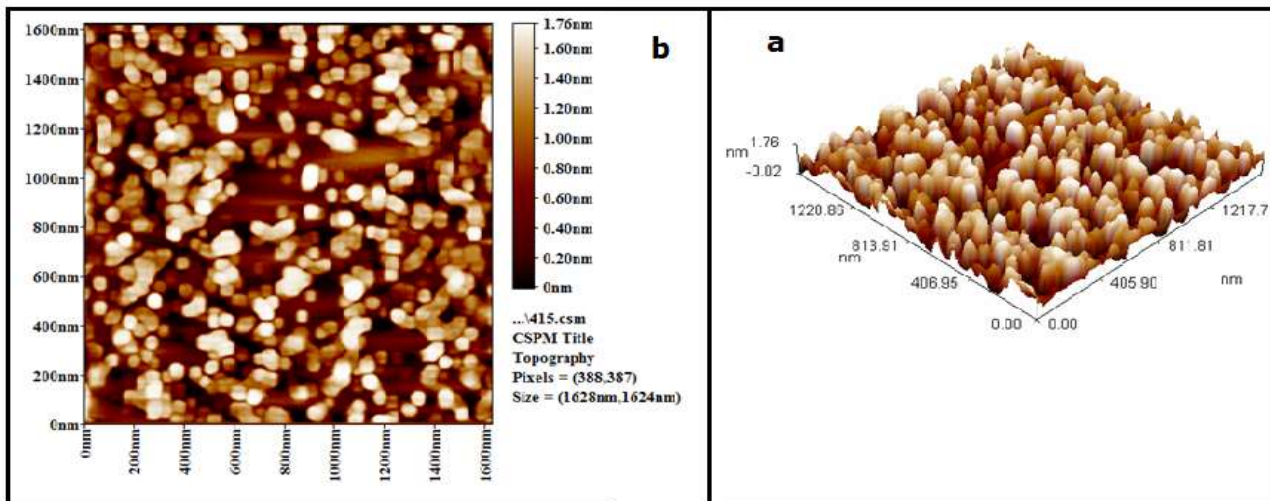 b
1600nm
1400nm
1200nm
1000nm
800nm
600nm
400nm
200nm
0nm
0nm
200nm
400nm
600nm
800nm
1000nm
1200nm
1400nm
1600nm
1.76nm
1.60nm
1.40nm
1.20nm
1.00nm
0.80nm
0.60nm
0.40nm
0.20nm
0nm
...\415.csm
CSPM Title
Topography
Pixels = (388,387)
Size = (1628nm,1624nm)
a
nm
1.76
1220.86
813.91
nm
406.95
0.00
0.00
405.90
811.81
nm
1217.7